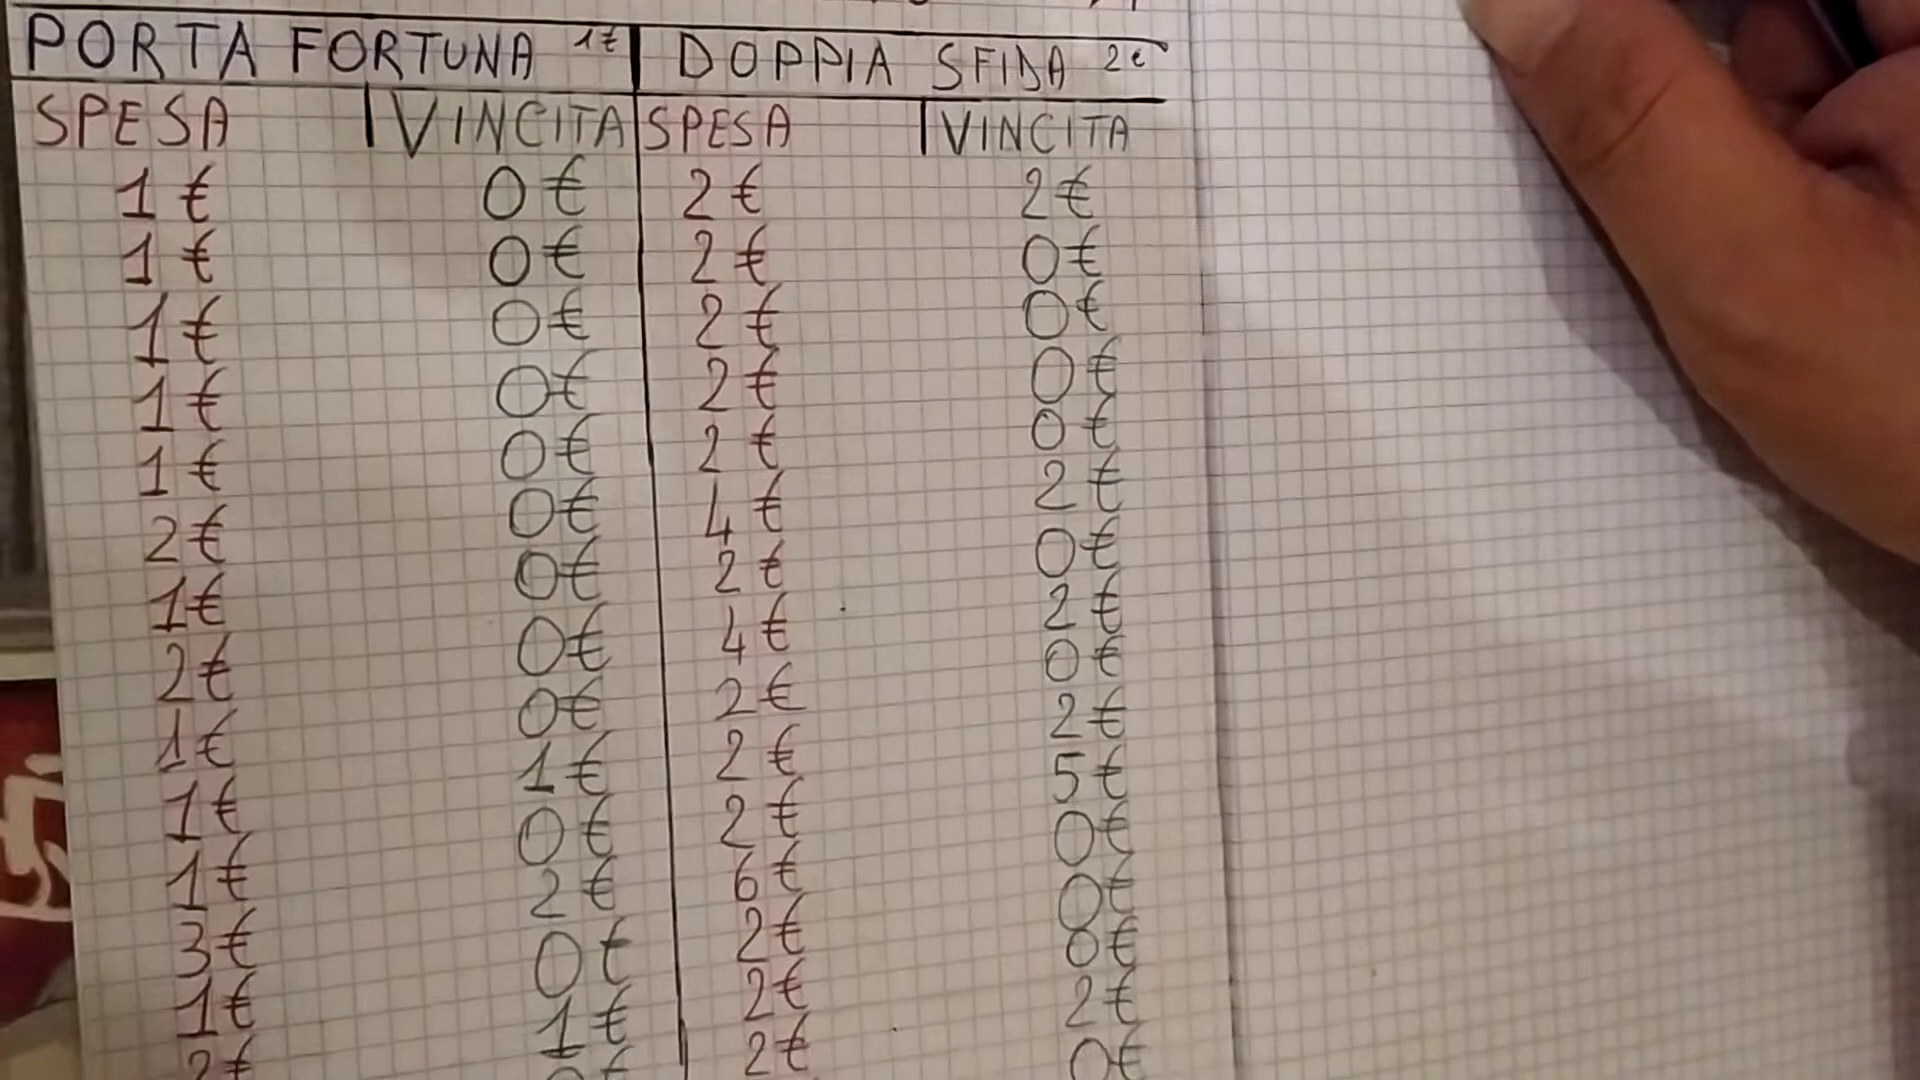 PORTA FORTUNA 1€ DOPPIA SFIDA 2€
SPESA VINCITA SPESA VINCITA
1€ 0€ 2€ 2€
1€ 0€ 2€ 0€
1€ 0€ 2€ 0€
1€ 0€ 2€ 0€
1€ 0€ 2€ 0€
2€ 0€ 4€ 2€
1€ 0€ 2€ 0€
2€ 0€ 4€ 2€
1€ 0€ 2€ 0€
1€ 1€ 2€ 2€
1€ 0€ 2€ 5€
3€ 2€ 6€ 0€
1€ 0€ 2€ 0€
2€ 1€ 2€ 0€
2€ 2€
0€